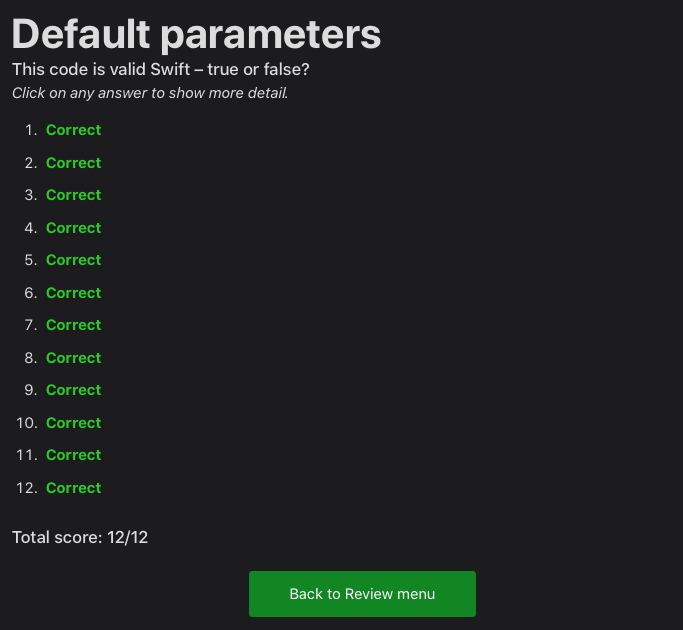 Default parameters
This code is valid Swift – true or false?
Click on any answer to show more detail.
1. Correct
2. Correct
3. Correct
4. Correct
5. Correct
6. Correct
7. Correct
8. Correct
9. Correct
10. Correct
11. Correct
12. Correct
Total score: 12/12
Back to Review menu